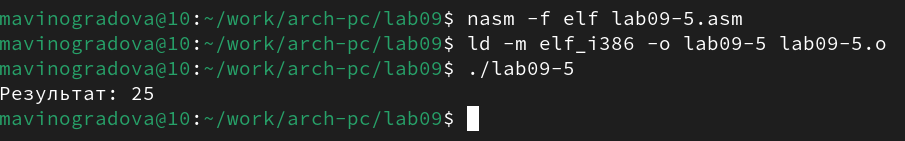 mavinogradova@10:~/work/arch-pc/lab09$ nasm -f elf lab09-5.asm
mavinogradova@10:~/work/arch-pc/lab09$ ld -m elf_i386 -o lab09-5 lab09-5.o
mavinogradova@10:~/work/arch-pc/lab09$ ./lab09-5
Результат: 25
mavinogradova@10:~/work/arch-pc/lab09$